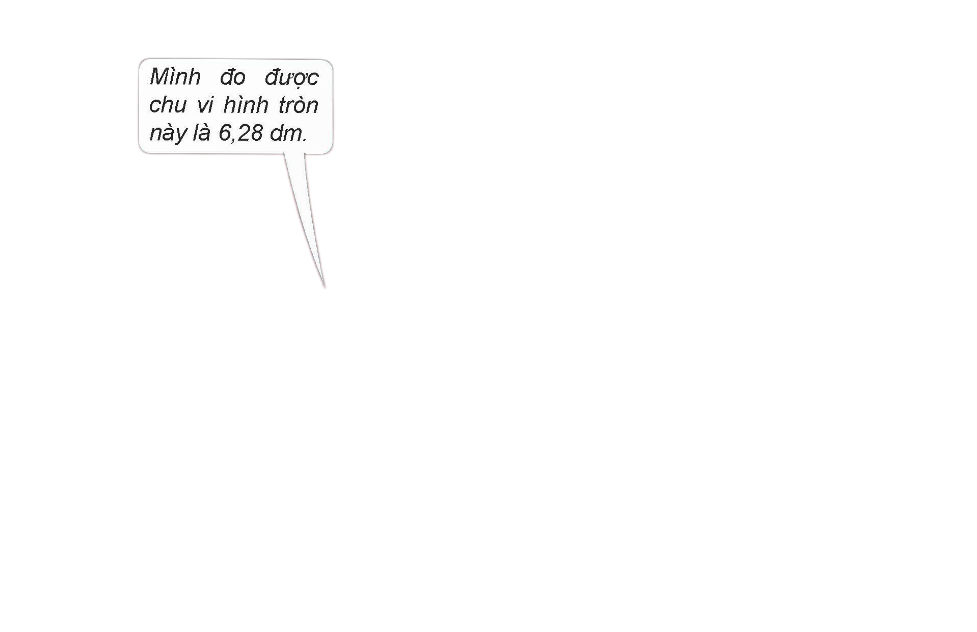 Mình đo được
chu vi hình tròn
này là 6,28 dm.